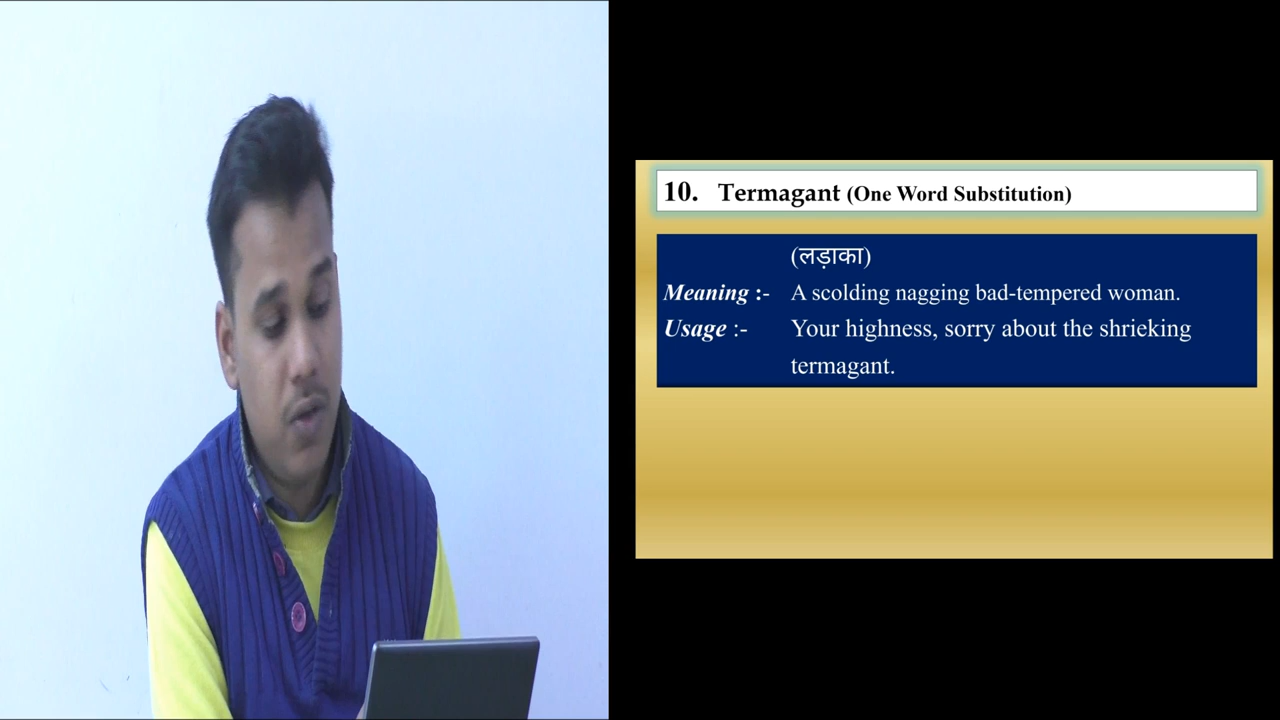 10. Termagant (One Word Substitution)
(लड़ाका)
Meaning :- A scolding nagging bad-tempered woman.
Usage :- Your highness, sorry about the shrieking
termagant.